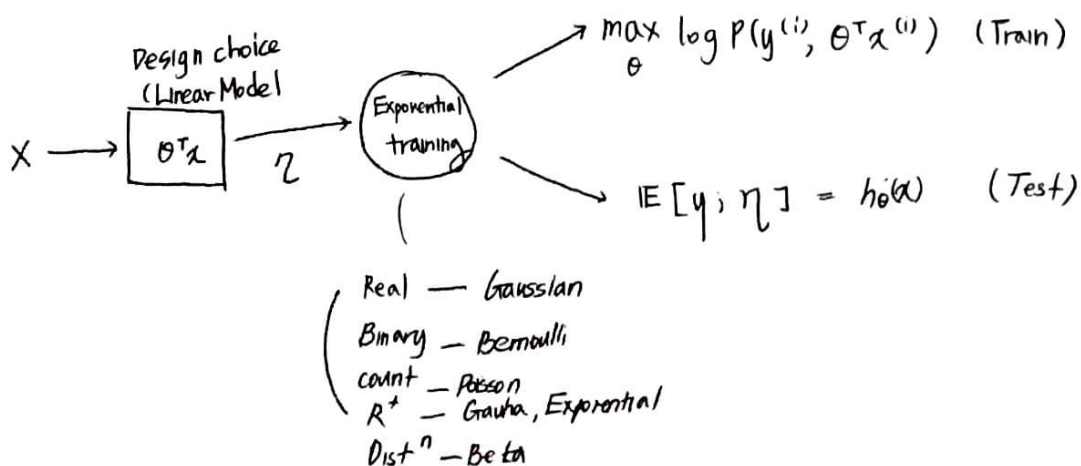 Design choice
(Linear Model
X → θᵀx
η
Exponential
training
max log P(y⁽ⁱ⁾; θᵀx⁽ⁱ⁾) (Train)
θ
E[y; η] = hθ(x) (Test)
Real — Gaussian
Binary — Bernoulli
count — Poisson
R⁺ — Gauha, Exponential
Distⁿ — Beta